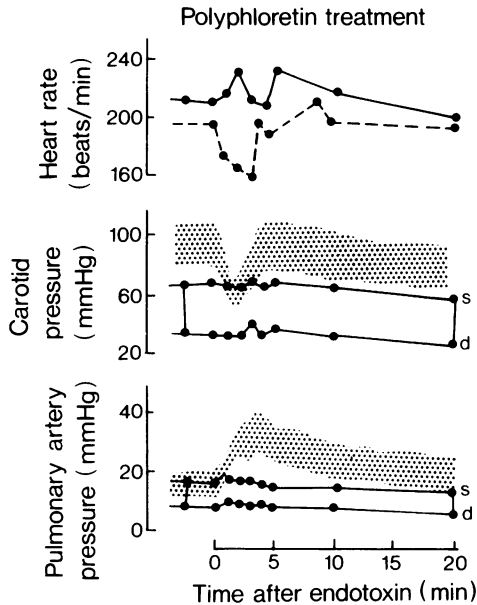 Polyphloretin treatment
Heart rate
(beats/min)
240
200
160
Carotid
pressure
(mmHg)
100
60
20
s
d
Pulmonary artery
pressure (mmHg)
40
20
0
s
d
0
5
10
15
20
Time after endotoxin (min)